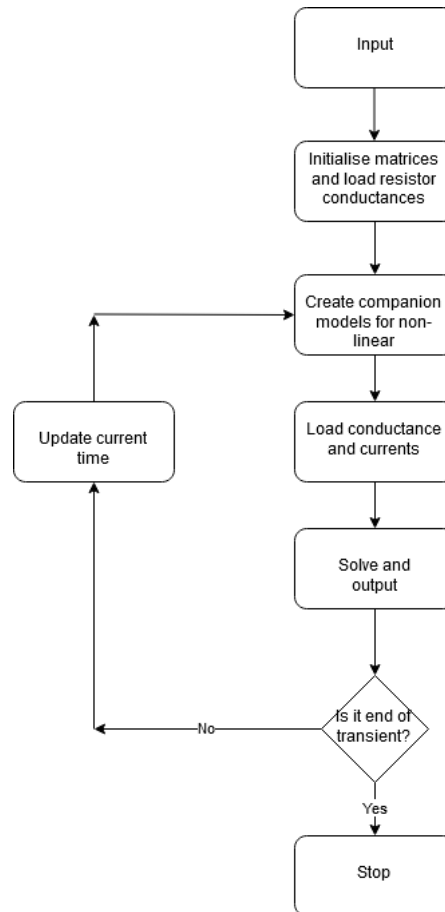 Input
Initialise matrices
and load resistor
conductances
Create companion
models for non-
linear
Update current
time
Load conductance
and currents
Solve and
output
Is it end of
transient?
No
Yes
Stop